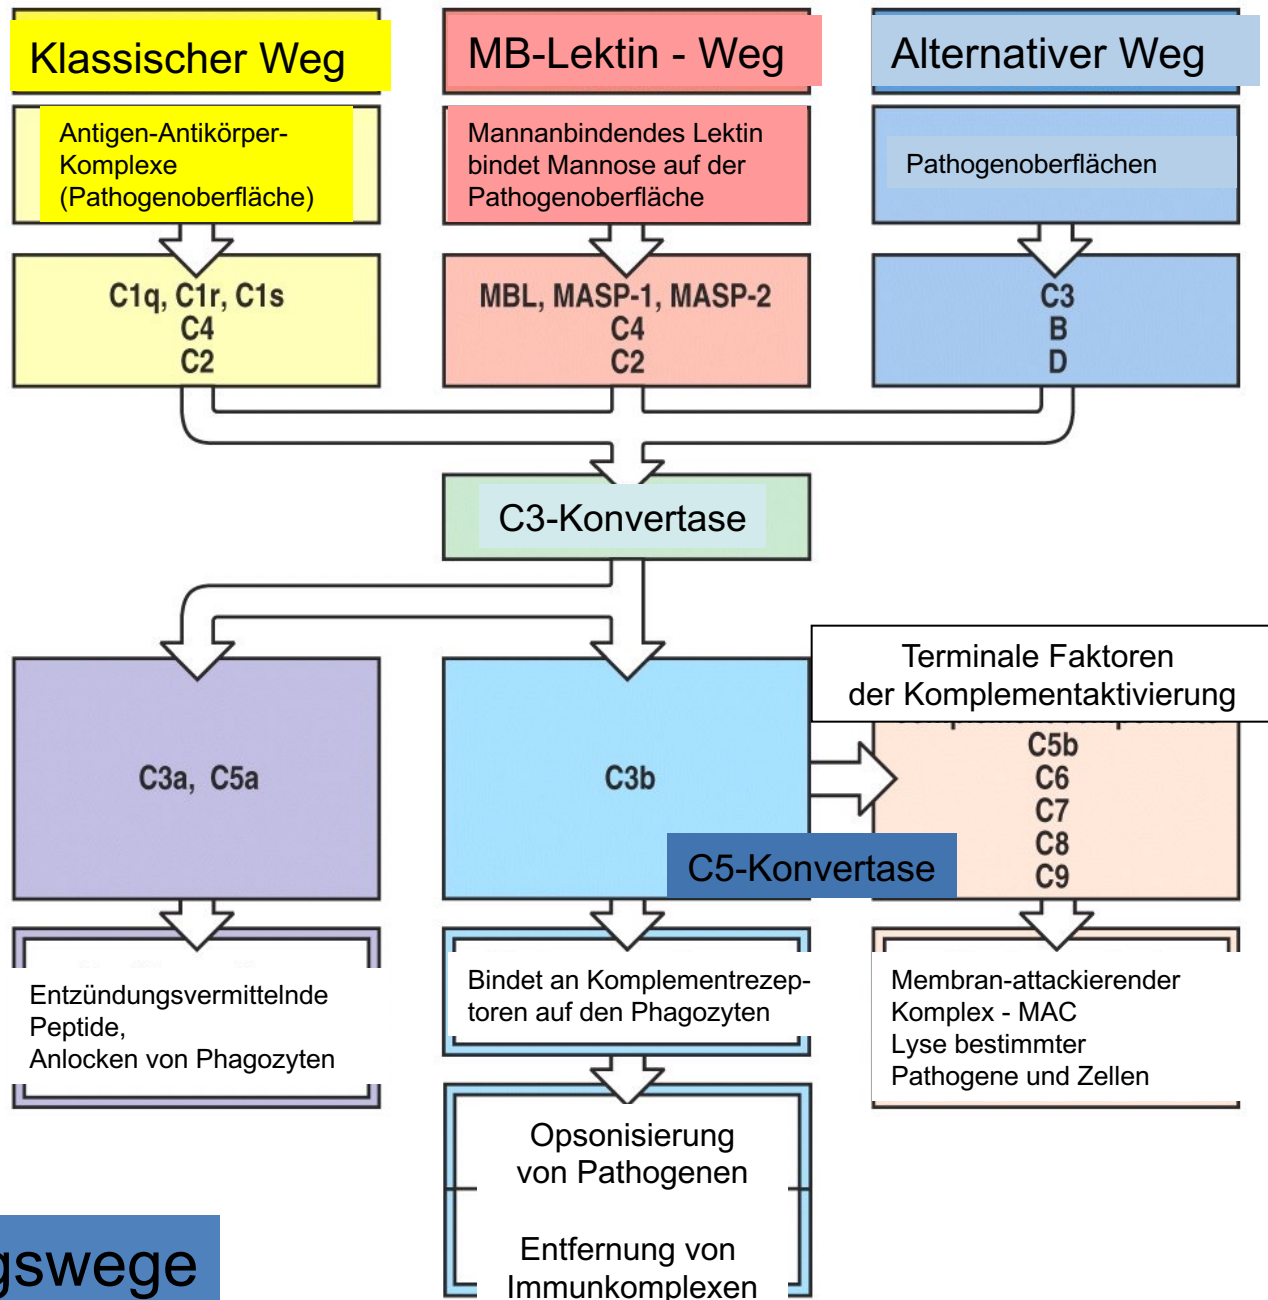 Klassischer Weg
MB-Lektin - Weg
Alternativer Weg
Antigen-Antikörper-
Komplexe
(Pathogenoberfläche)
Mannanbindendes Lektin
bindet Mannose auf der
Pathogenoberfläche
Pathogenoberflächen
C1q, C1r, C1s
C4
C2
MBL, MASP-1, MASP-2
C4
C2
C3
B
D
C3-Konvertase
C3a, C5a
C3b
Terminale Faktoren
der Komplementaktivierung
C5b
C6
C7
C8
C9
C5-Konvertase
Entzündungsvermittelnde
Peptide,
Anlocken von Phagozyten
Bindet an Komplementrezep-
toren auf den Phagozyten
Membran-attackierender
Komplex - MAC
Lyse bestimmter
Pathogene und Zellen
Opsonisierung
von Pathogenen
Entfernung von
Immunkomplexen
gswege